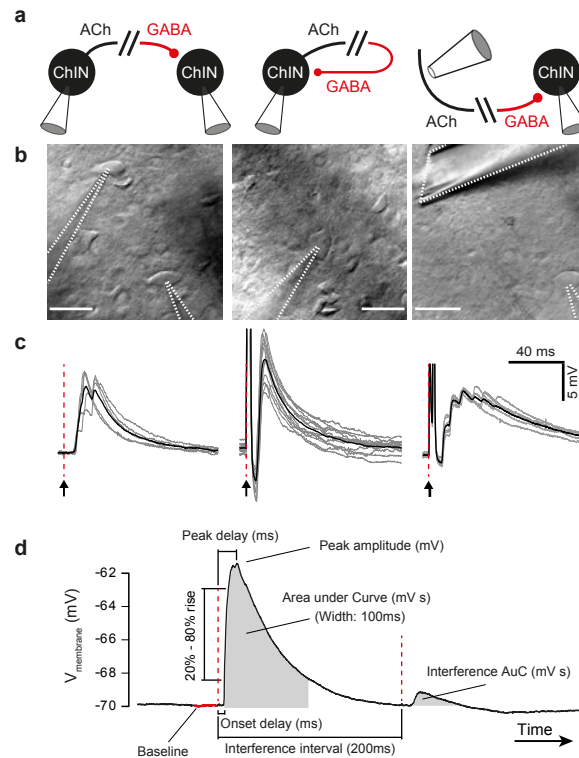 a
ACh GABA
ChIN ChIN
ACh
ChIN
GABA
ChIN
ACh GABA
b
c
40 ms
5 mV
d
Peak delay (ms)
Peak amplitude (mV)
-62
-64
-66
-68
-70
V membrane (mV)
20% - 80% rise
Area under Curve (mV s)
(Width: 100ms)
Interference AuC (mV s)
Onset delay (ms)
Baseline
Interference interval (200ms)
Time